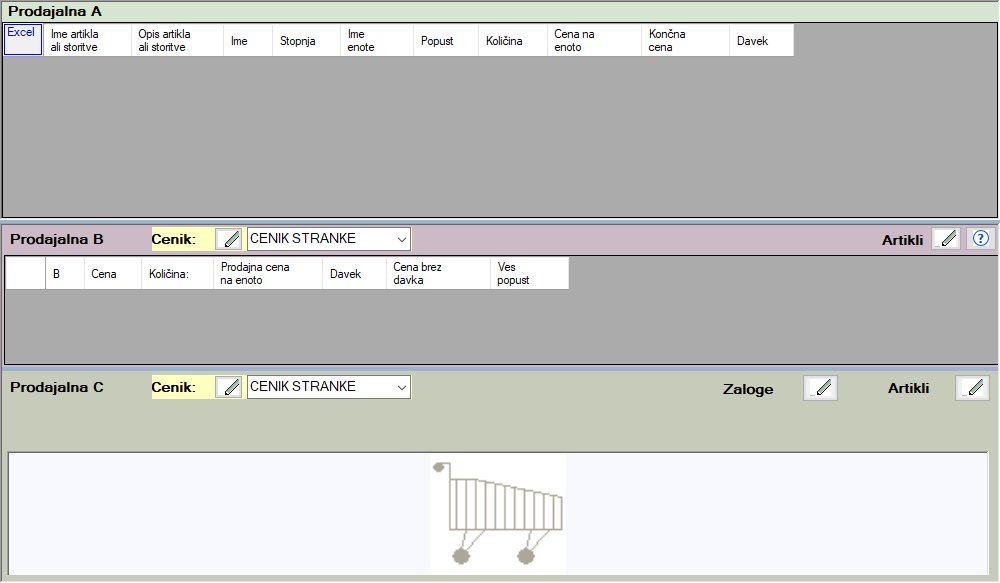 Prodajalna A
Excel
Ime artikla
ali storitve
Opis artikla
ali storitve
Ime
Stopnja
Ime
enote
Popust
Količina
Cena na
enoto
Končna
cena
Davek
Prodajalna B
Cenik:
CENIK STRANKE
Artikli
B
Cena
Količina:
Prodajna cena
na enoto
Davek
Cena brez
davka
Ves
popust
Prodajalna C
Cenik:
CENIK STRANKE
Zaloge
Artikli